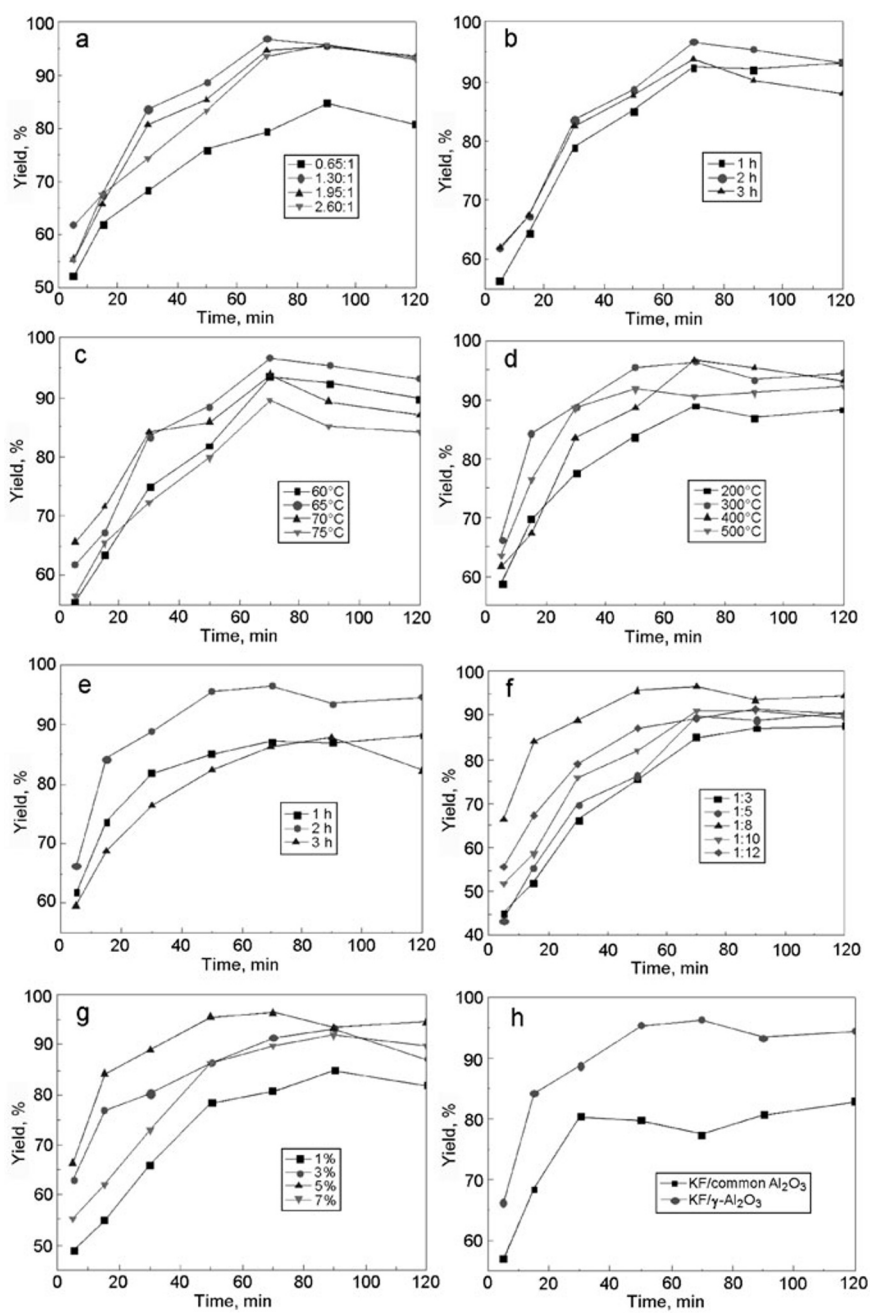 a
100
90
80
70
60
50
Yield, %
0.65:1
1.30:1
1.95:1
2.60:1
0 20 40 60 80 100 120
Time, min
b
100
90
80
70
60
Yield, %
1 h
2 h
3 h
0 20 40 60 80 100 120
Time, min
c
100
90
80
70
60
Yield, %
60°C
65°C
70°C
75°C
0 20 40 60 80 100 120
Time, min
d
100
90
80
70
60
Yield, %
200°C
300°C
400°C
500°C
0 20 40 60 80 100 120
Time, min
e
100
90
80
70
60
Yield, %
1 h
2 h
3 h
0 20 40 60 80 100 120
Time, min
f
100
90
80
70
60
50
40
Yield, %
1:3
1:5
1:8
1:10
1:12
0 20 40 60 80 100 120
Time, min
g
100
90
80
70
60
50
Yield, %
1%
3%
5%
7%
0 20 40 60 80 100 120
Time, min
h
100
90
80
70
60
Yield, %
KF/common Al₂O₃
KF/γ-Al₂O₃
0 20 40 60 80 100 120
Time, min